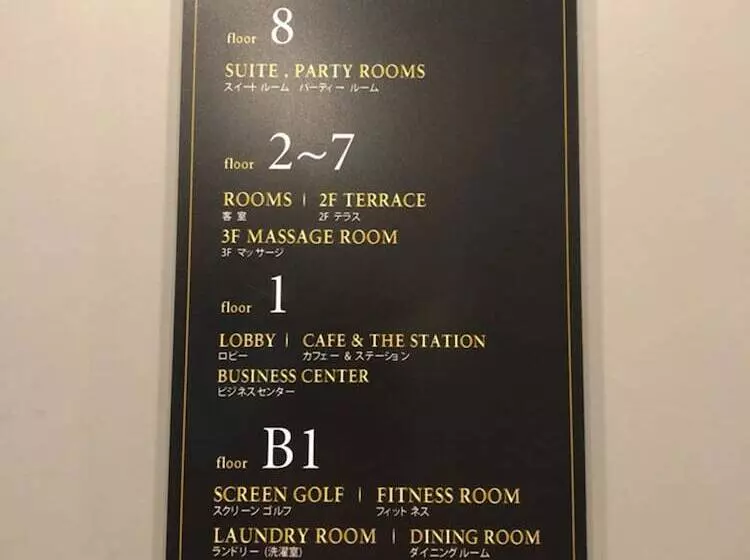 floor 8
SUITE . PARTY ROOMS
スイート ルーム パーティー ルーム
floor 2~7
ROOMS | 2F TERRACE
客 室 2F テラス
3F MASSAGE ROOM
3F マッサージ
floor 1
LOBBY | CAFE & THE STATION
ロビー カフェー & ステーション
BUSINESS CENTER
ビジネスセンター
floor B1
SCREEN GOLF | FITNESS ROOM
スクリーン ゴルフ フィット ネス
LAUNDRY ROOM | DINING ROOM
ランドリー (洗濯室) ダイニング ルーム